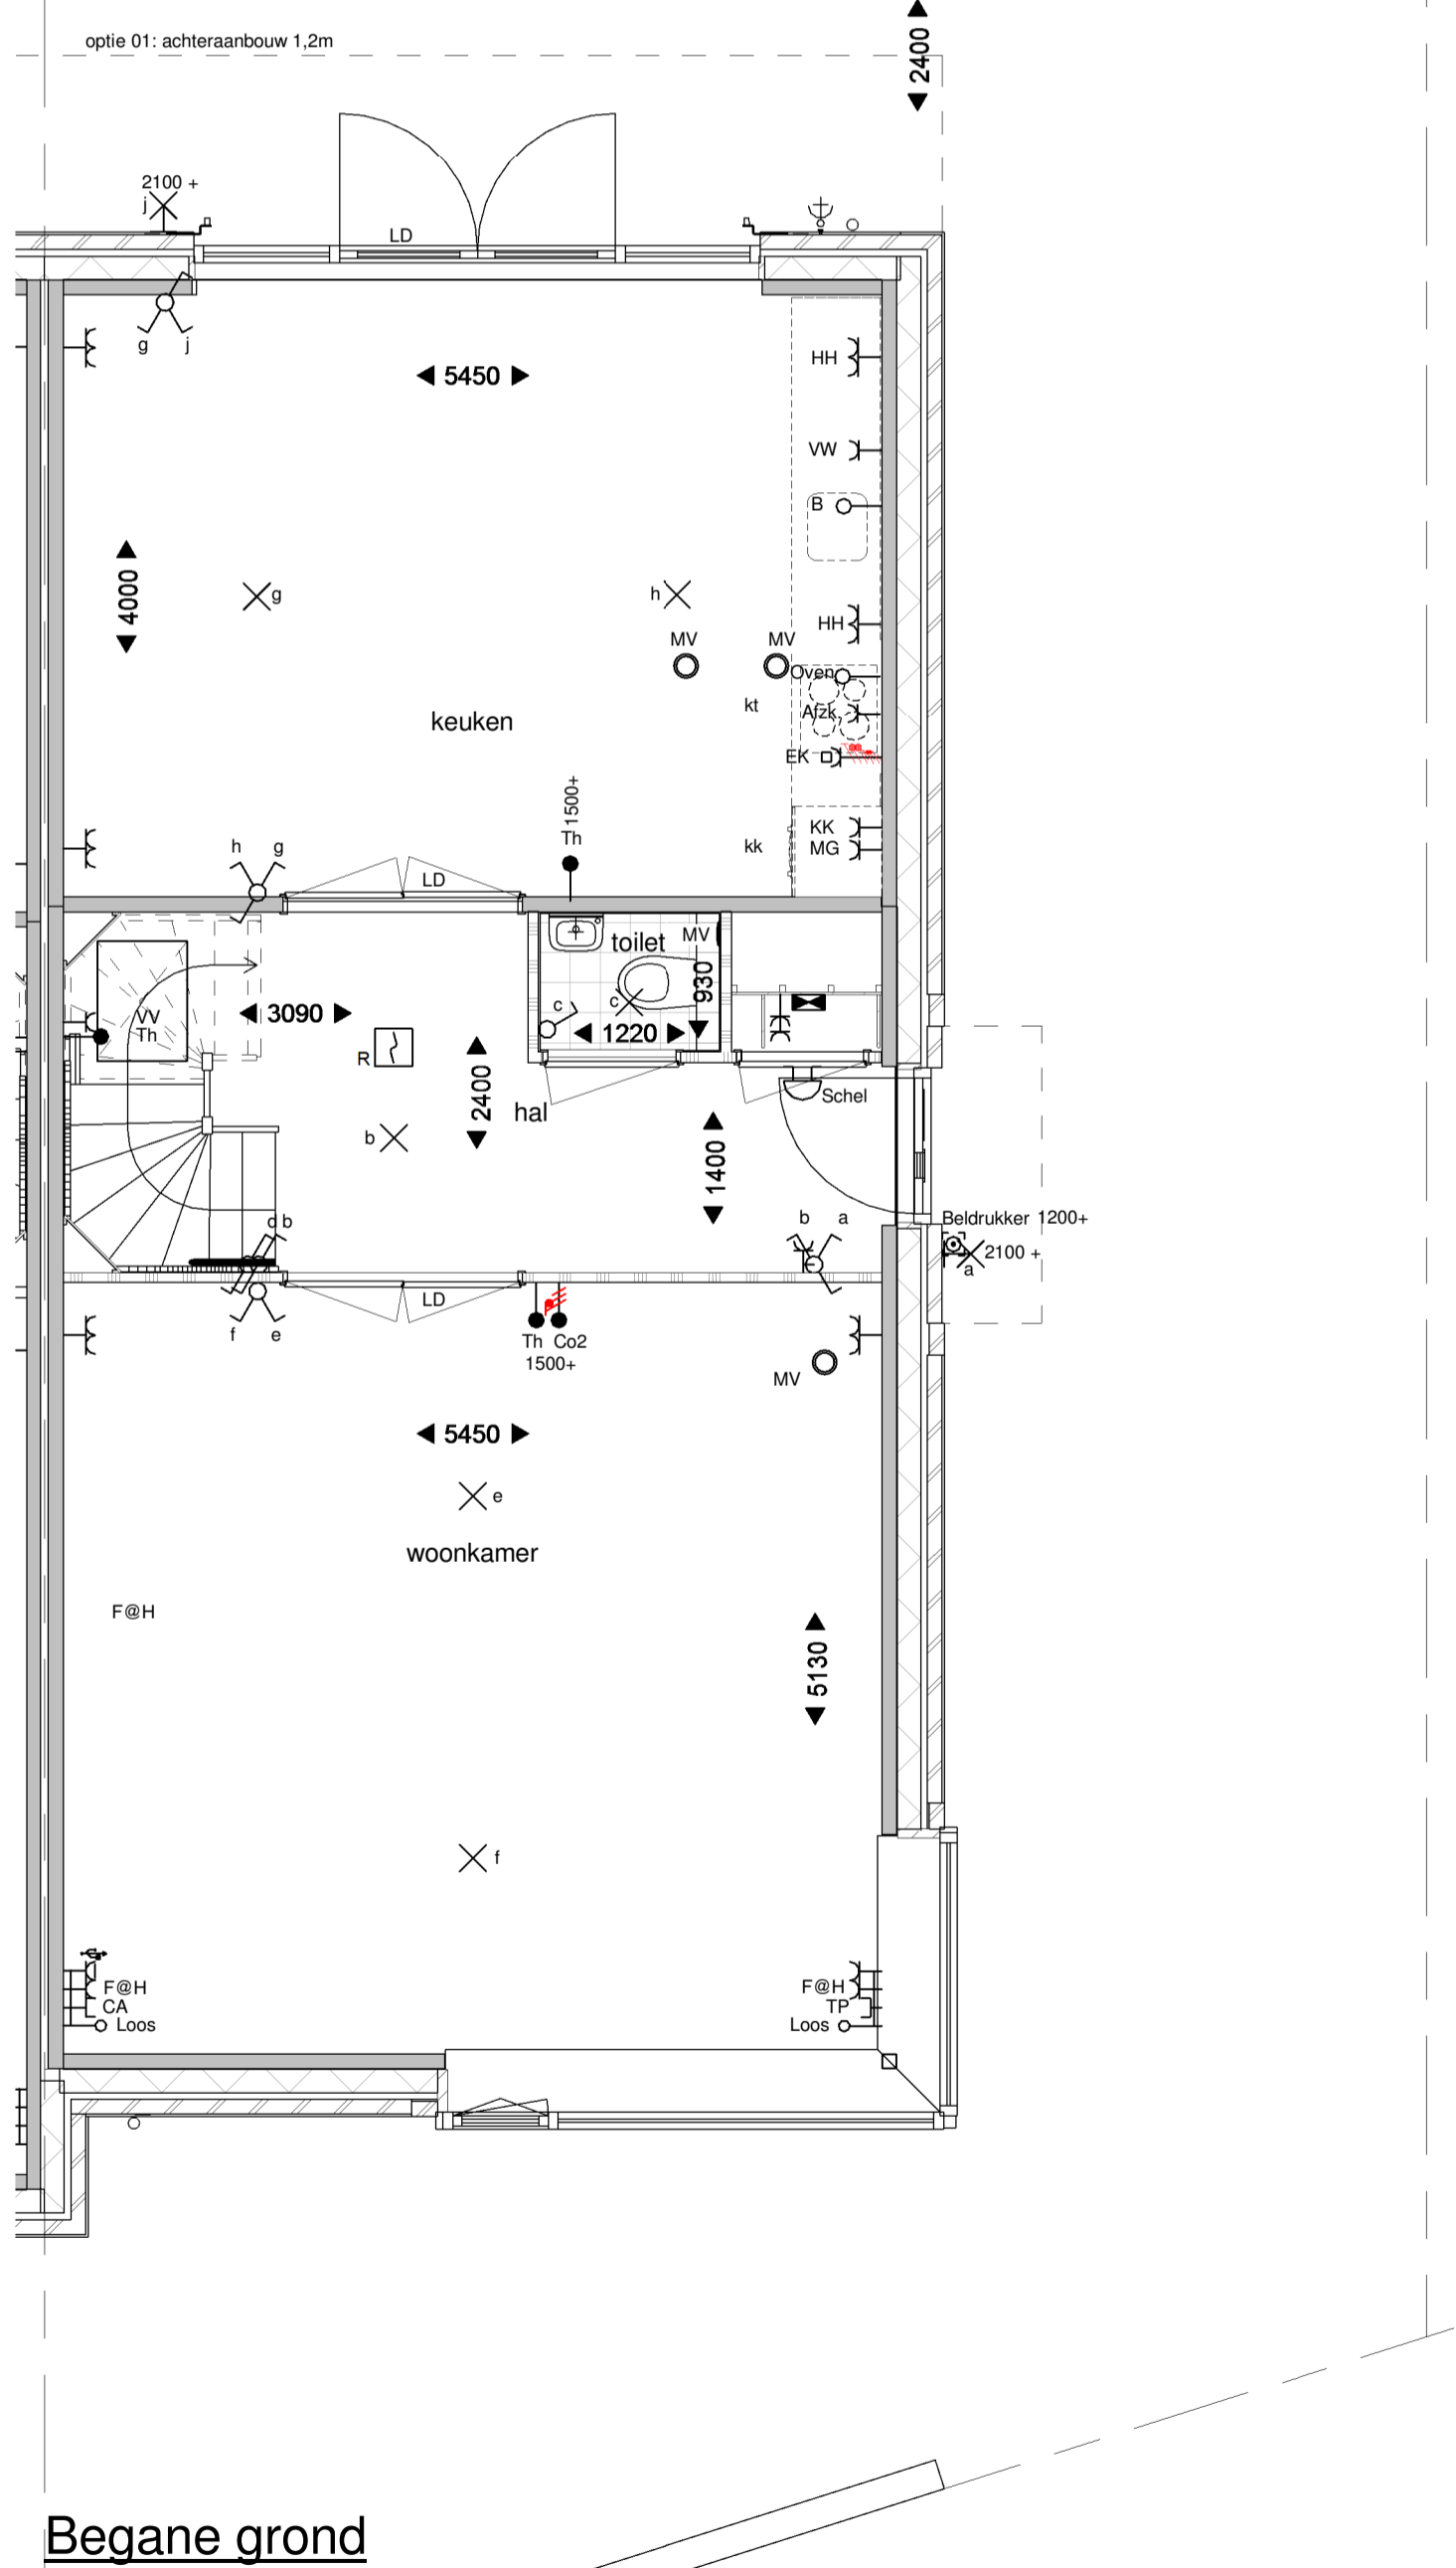 optie 01: achteraanbouw 1,2m
2400
2100 +
j
LD
g j
5450
HH
VW
B
4000
g
h
HH
MV MV
Oven
kt
Afzk.
keuken
EK
1500+
Th
KK
kk
MG
h g
LD
toilet
MV
930
c
c
1220
3090
VV
Th
R
2400
hal
Schel
b
1400
d b
b a
Beldrukker 1200+
2100 +
a
LD
f e
Th Co2
1500+
MV
5450
e
woonkamer
F@H
5130
f
F@H
CA
Loos
F@H
TP
Loos
Begane grond